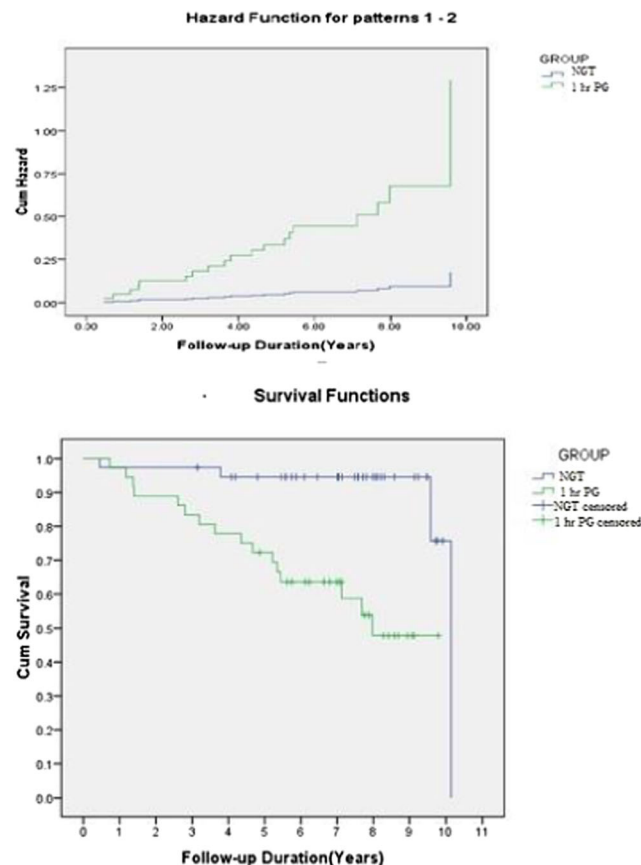 Hazard Function for patterns 1 - 2
GROUP
NGT
1 hr PG
1.25
1.00
0.75
0.50
0.25
0.00
Cum Hazard
0.00 2.00 4.00 6.00 8.00 10.00
Follow-up Duration(Years)
Survival Functions
GROUP
NGT
1 hr PG
NGT censored
1 hr PG censored
1.0
0.9
0.8
0.7
0.6
0.5
0.4
0.3
0.2
0.1
0.0
Cum Survival
0 1 2 3 4 5 6 7 8 9 10 11
Follow-up Duration(Years)